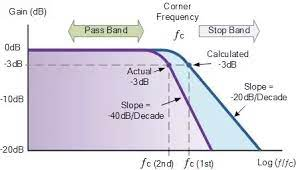 Gain (dB)
Corner
Frequency
Pass Band
ƒc
Stop Band
0dB
-3dB
Calculated
-3dB
Actual
-3dB
-10dB
Slope =
-40dB/Decade
Slope =
-20dB/Decade
-20dB
ƒc (2nd)
ƒc (1st)
Log (f/fc)